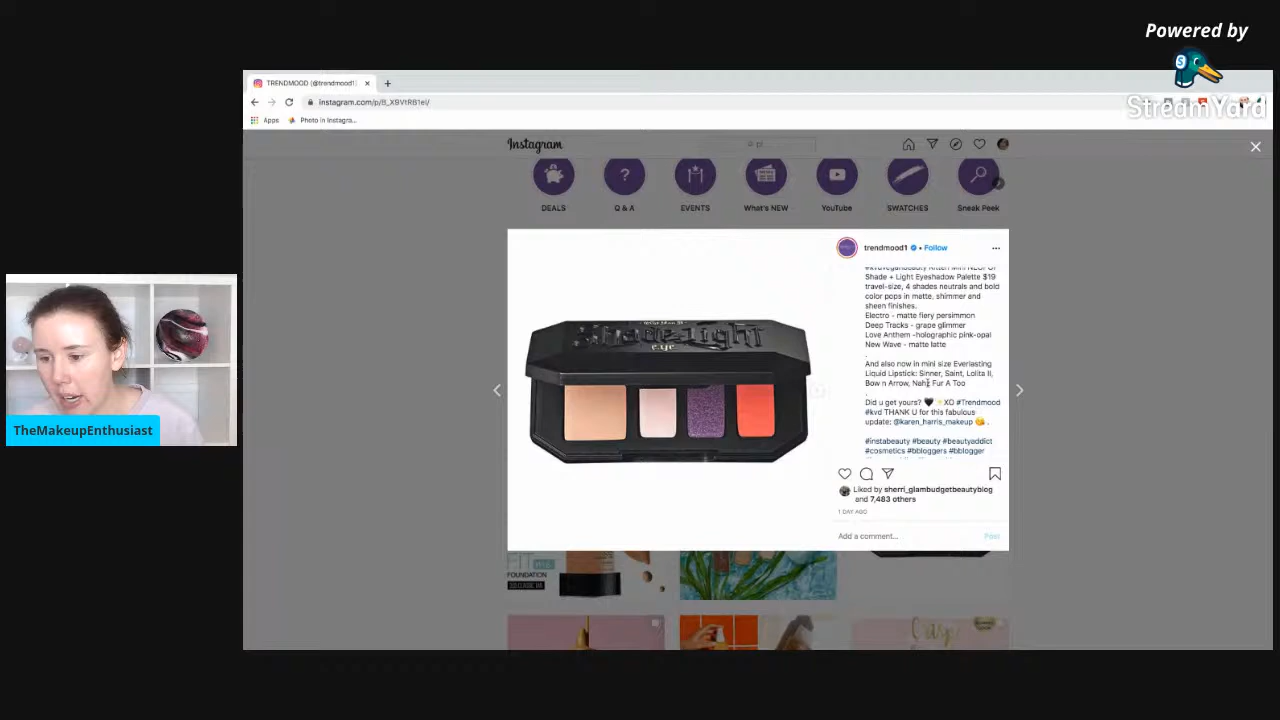 Powered by
StreamYard
TRENDMOOD (@trendmood1)
instagram.com/p/B_X9VtRB1el/
Apps
Photo in Instagra...
Instagram
DEALS
Q & A
EVENTS
What's NEW
YouTube
SWATCHES
Sneak Peek
trendmood1 • Follow
Shade + Light Eyeshadow Palette $19
travel-size, 4 shades neutrals and bold
color pops in matte, shimmer and
sheen finishes.
Electro - matte fiery persimmon
Deep Tracks - grape glimmer
Love Anthem -holographic pink-opal
New Wave - matte latte
.
And also now in mini size Everlasting
Liquid Lipstick: Sinner, Saint, Lolita II,
Bow n Arrow, Nahz Fur A Too
.
Did u get yours? 🖤 ✨XO #Trendmood
#kvd THANK U for this fabulous
update: @karen_harris_makeup 😘 .
#instabeauty #beauty #beautyaddict
#cosmetics #bbloggers #bblogger
Liked by sherri_glambudgetbeautyblog
and 7,483 others
1 DAY AGO
Add a comment...
Post
shade+light
eye
TheMakeupEnthusiast
FOUNDATION
Crisp